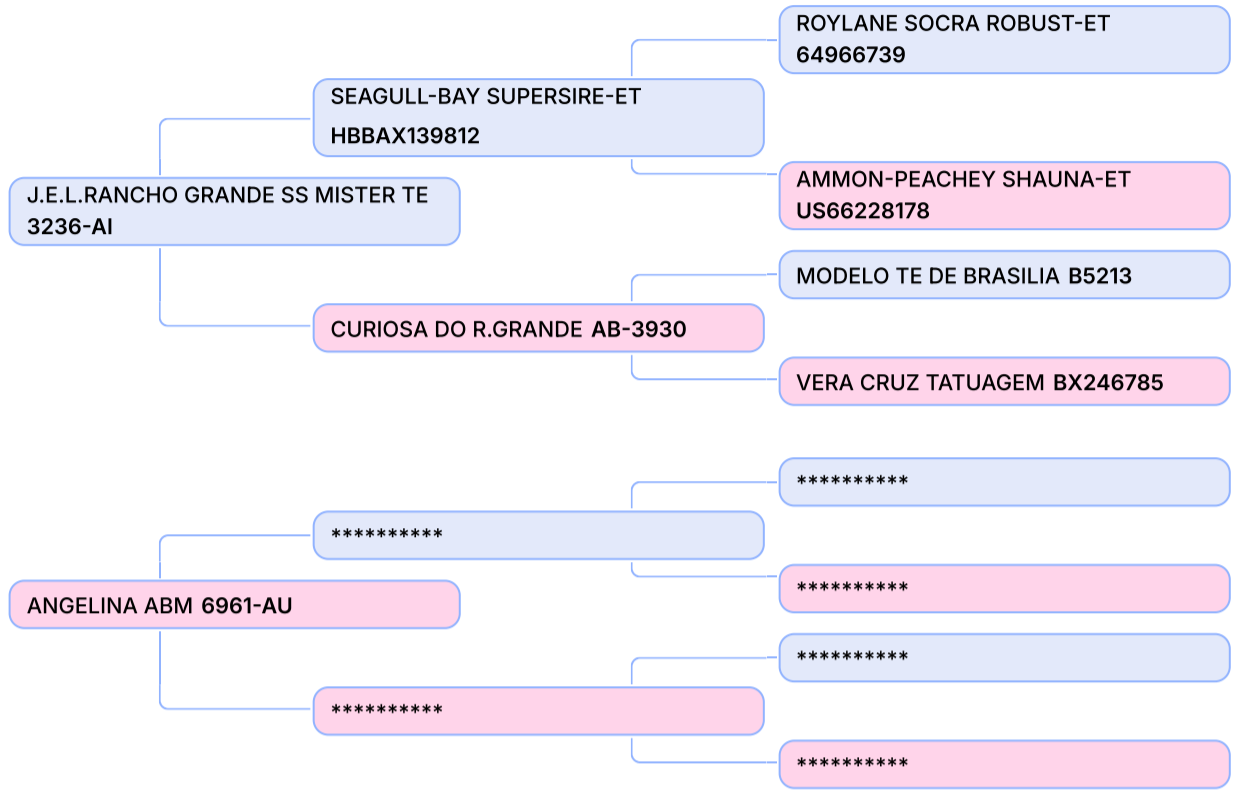 ROYLANE SOCRA ROBUST-ET
64966739
SEAGULL-BAY SUPERSIRE-ET
HBBAX139812
AMMON-PEACHEY SHAUNA-ET
US66228178
J.E.L.RANCHO GRANDE SS MISTER TE
3236-AI
MODELO TE DE BRASILIA B5213
CURIOSA DO R.GRANDE AB-3930
VERA CRUZ TATUAGEM BX246785
**********
**********
**********
ANGELINA ABM 6961-AU
**********
**********
**********